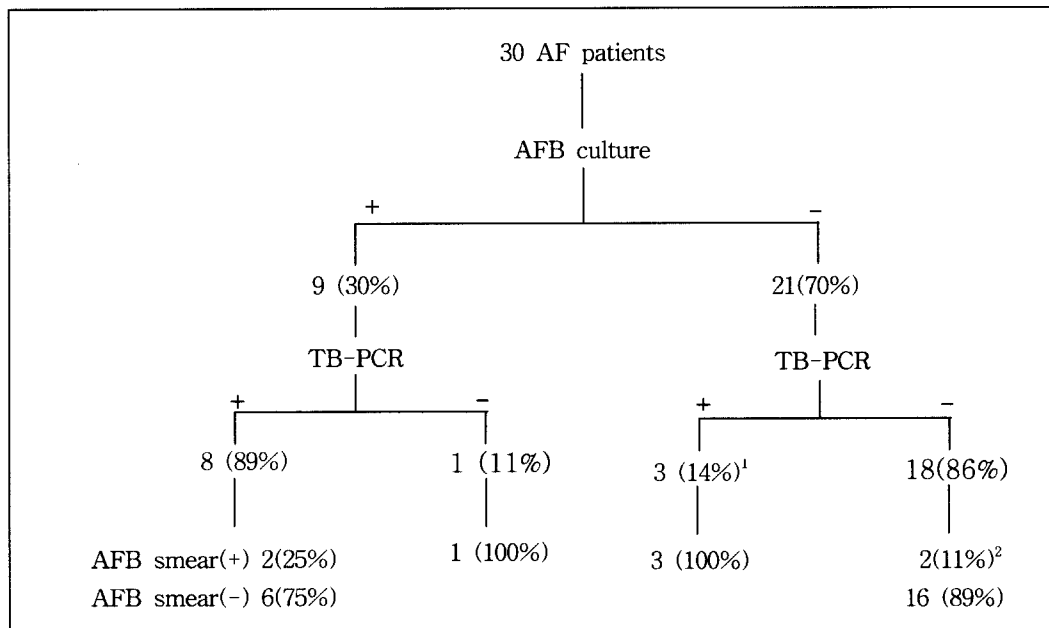 30 AF patients
AFB culture
+ −
9 (30%) 21(70%)
TB-PCR TB-PCR
+ − + −
8 (89%) 1 (11%) 3 (14%)¹ 18(86%)
AFB smear(+) 2(25%) 1 (100%) 3 (100%) 2(11%)²
AFB smear(-) 6(75%) 16 (89%)